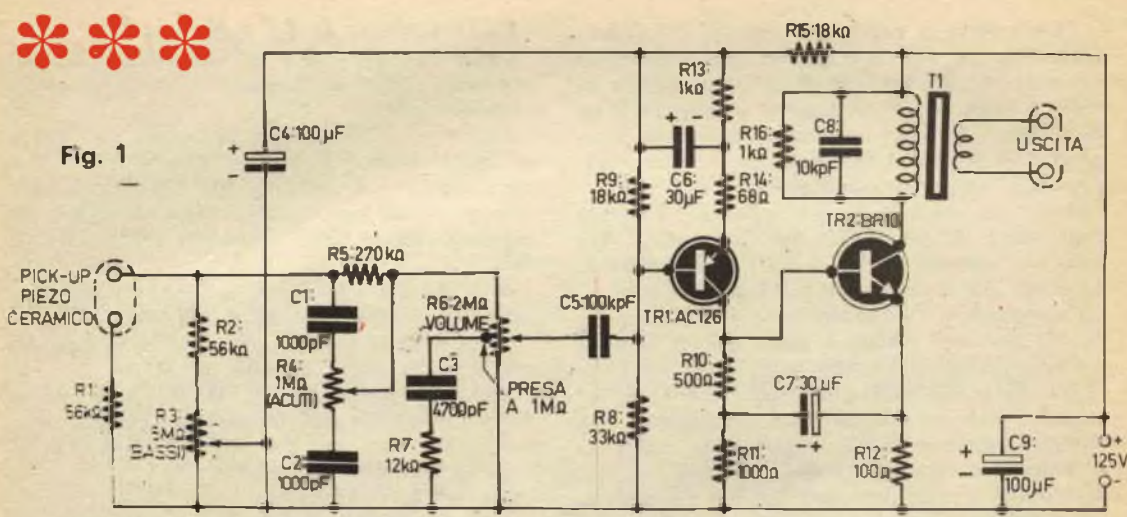 Fig. 1
C4:100µF
+
-
PICK-UP
PIEZO
CERAMICO
R1:
56kΩ
R2:
56kΩ
R3:
BASSI)
C1:
1000pF
R4:
1MΩ
(ACUTI)
C2:
1000pF
R5:270kΩ
R6:2MΩ
VOLUME
C3
4700pF
R7:
12kΩ
PRESA
A 1MΩ
C5:100kpF
R9:
18kΩ
R8:
33kΩ
+ -
C6:
30µF
R13:
1kΩ
R14:
68Ω
TR1:AC126
R10:
500Ω
R11:
1000Ω
C7:30µF
- +
R15:18kΩ
R16:
1kΩ
C8:
10kpF
T1
USCITA
TR2:BR10
R12:
100Ω
C9:
100µF
+
-
+
125V
-